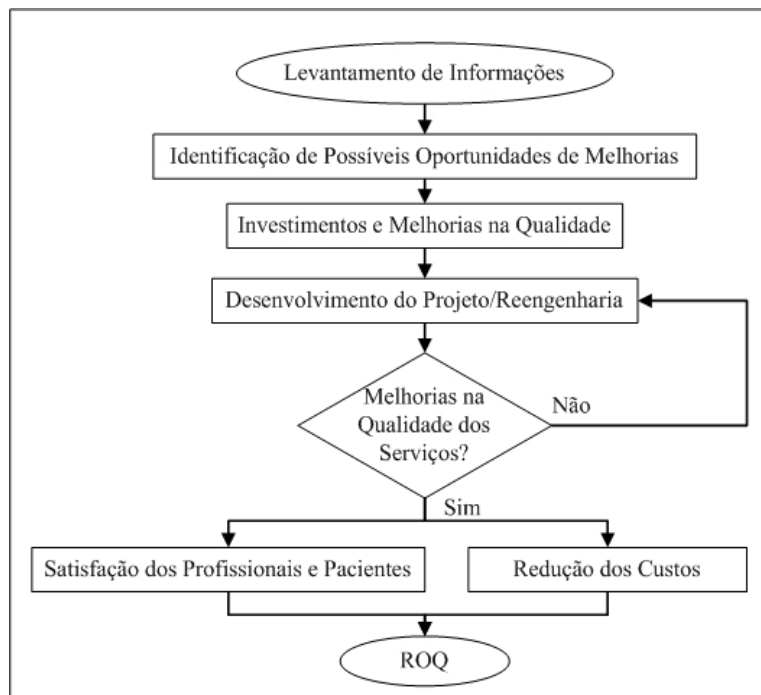 Levantamento de Informações
Identificação de Possíveis Oportunidades de Melhorias
Investimentos e Melhorias na Qualidade
Desenvolvimento do Projeto/Reengenharia
Melhorias na
Qualidade dos
Serviços?
Não
Sim
Satisfação dos Profissionais e Pacientes
Redução dos Custos
ROQ